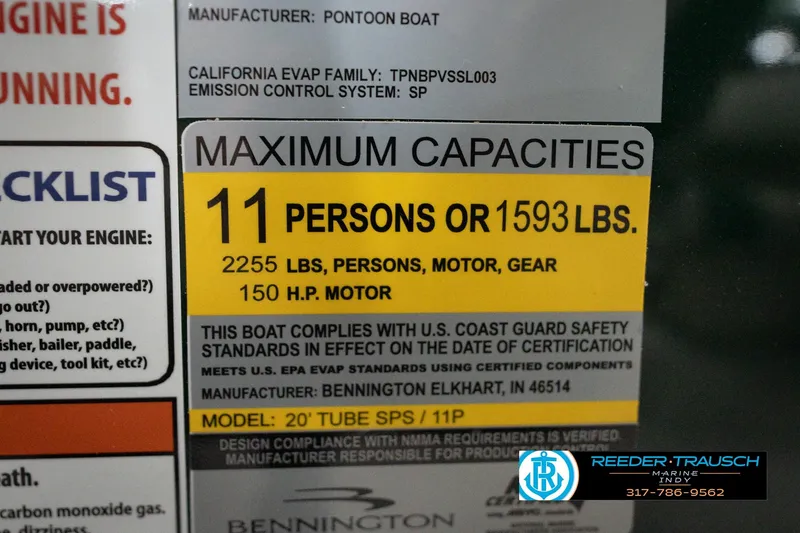 NGINE IS
UNNING.
CKLIST
TART YOUR ENGINE:
aded or overpowered?)
go out?)
, horn, pump, etc?)
isher, bailer, paddle,
g device, tool kit, etc?)
ath.
carbon monoxide gas.
e, dizziness,
MANUFACTURER: PONTOON BOAT
CALIFORNIA EVAP FAMILY: TPNBPVSSL003
EMISSION CONTROL SYSTEM: SP
MAXIMUM CAPACITIES
11 PERSONS OR 1593 LBS.
2255 LBS, PERSONS, MOTOR, GEAR
150 H.P. MOTOR
THIS BOAT COMPLIES WITH U.S. COAST GUARD SAFETY
STANDARDS IN EFFECT ON THE DATE OF CERTIFICATION
MEETS U.S. EPA EVAP STANDARDS USING CERTIFIED COMPONENTS
MANUFACTURER: BENNINGTON ELKHART, IN 46514
MODEL: 20' TUBE SPS / 11P
DESIGN COMPLIANCE WITH NMMA REQUIREMENTS IS VERIFIED.
MANUFACTURER RESPONSIBLE FOR PRODUCTION CONTROL
BENNINGTON
REEDER-TRAUSCH
MARINE
INDY
317-786-9562